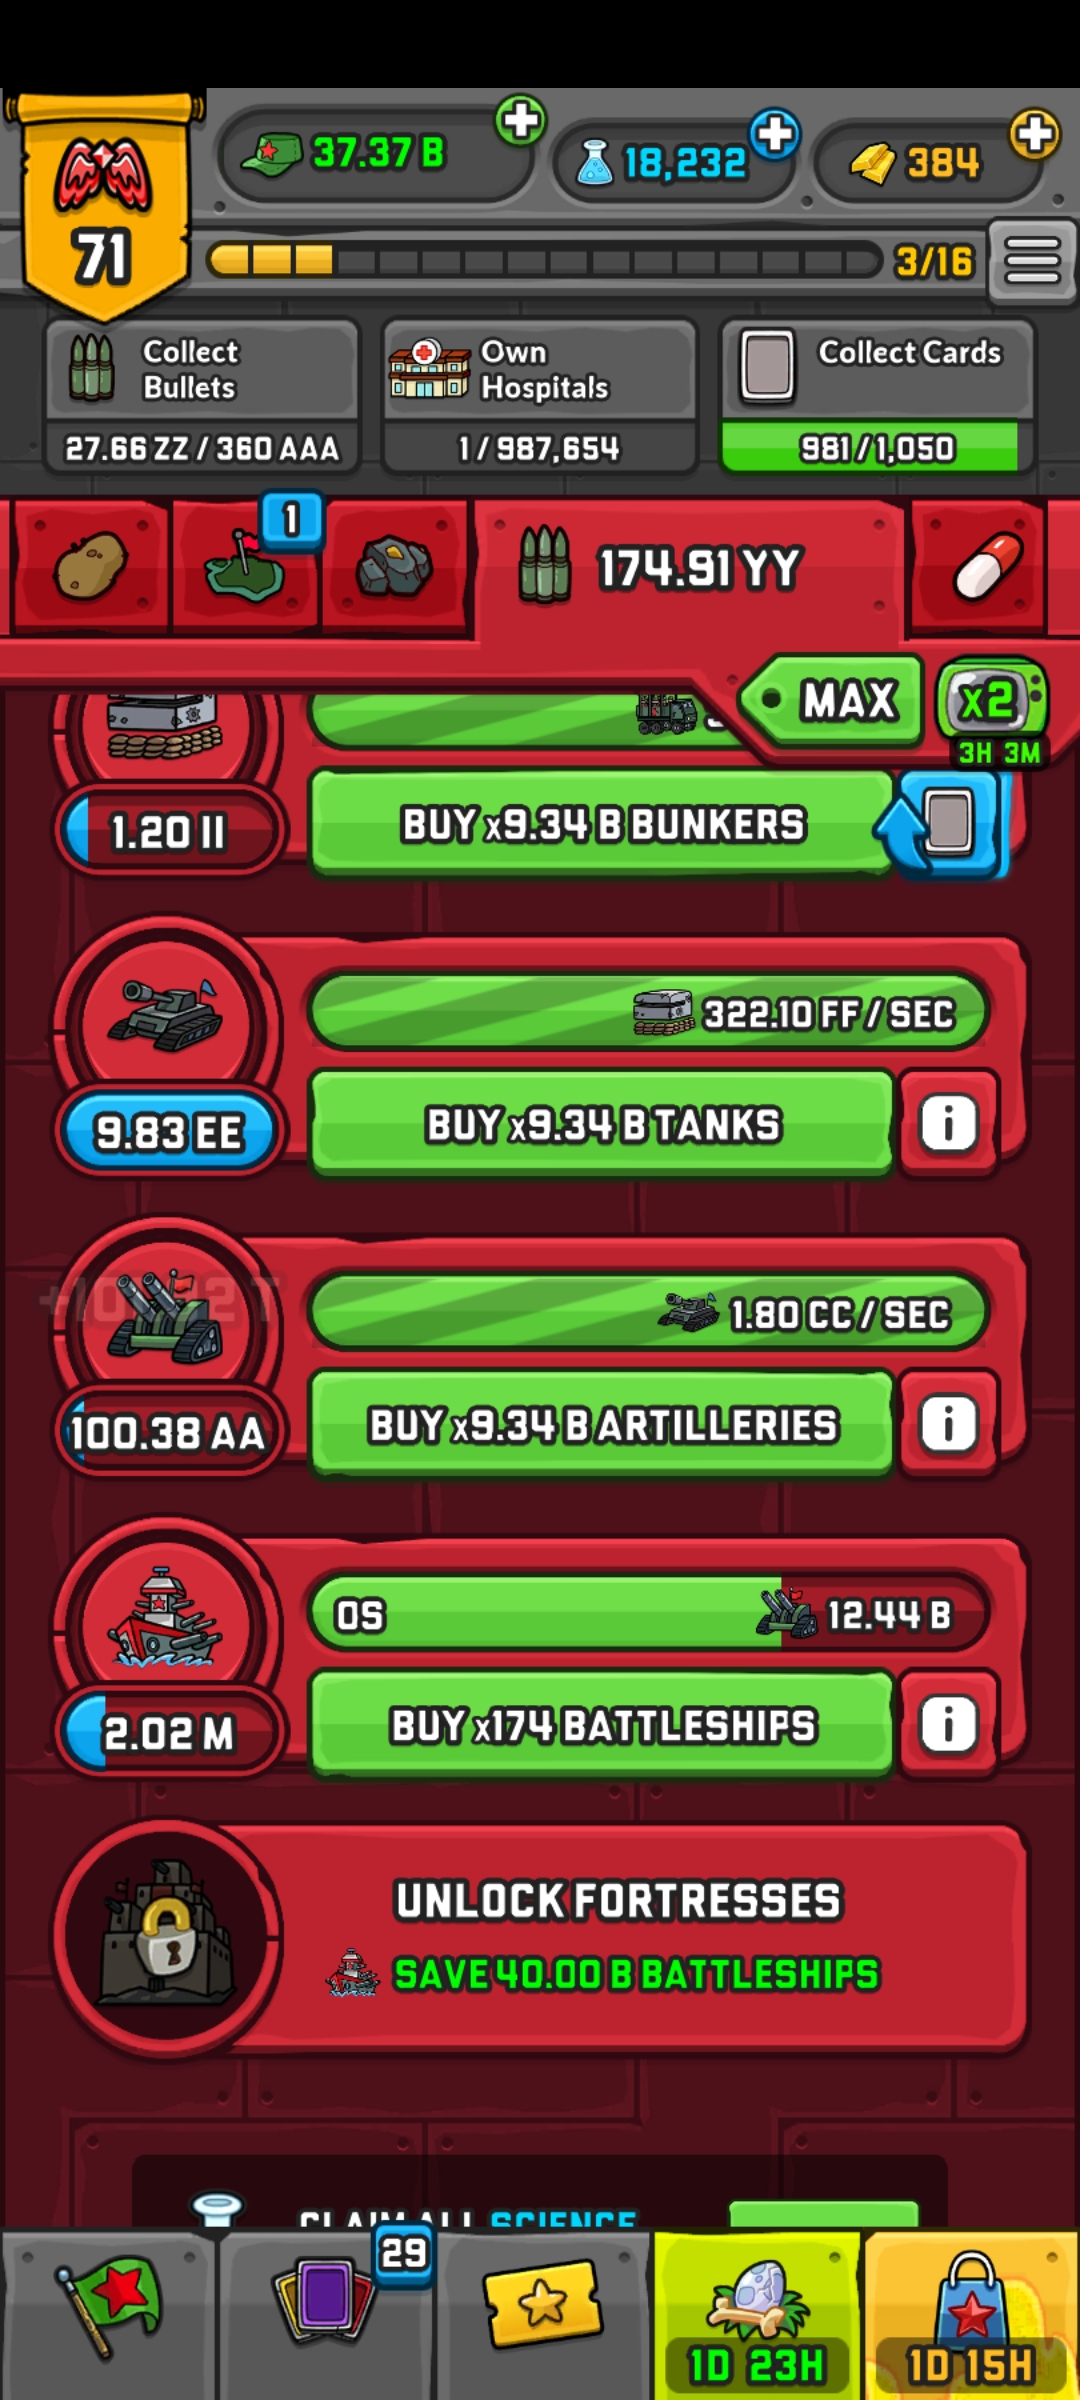 37.37 B
18,232
384
71
3/16
Collect
Bullets
27.66 ZZ / 360 AAA
Own
Hospitals
1 / 987,654
Collect Cards
981 / 1,050
1
174.91 YY
MAX
x2
3H 3M
1.20 II
BUY x9.34 B BUNKERS
322.10 FF / SEC
9.83 EE
BUY x9.34 B TANKS
1.80 CC / SEC
100.38 AA
BUY x9.34 B ARTILLERIES
0S
12.44 B
2.02 M
BUY x174 BATTLESHIPS
UNLOCK FORTRESSES
SAVE 40.00 B BATTLESHIPS
CLAIM ALL SCIENCE
29
1D 23H
1D 15H